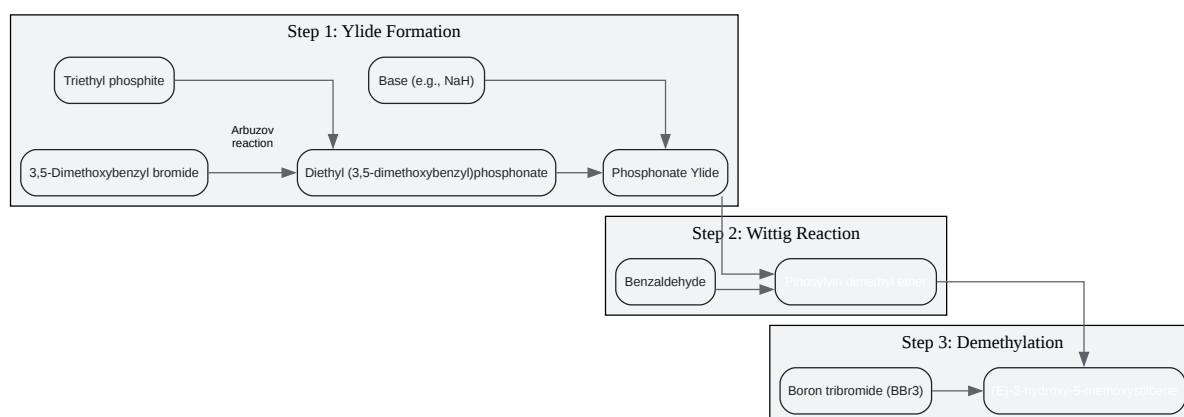 Step 1: Ylide Formation
Triethyl phosphite
Base (e.g., NaH)
Arbuzov
reaction
3,5-Dimethoxybenzyl bromide
Diethyl (3,5-dimethoxybenzyl)phosphonate
Phosphonate Ylide
Step 2: Wittig Reaction
Benzaldehyde
Pinosylvin dimethyl ether
Step 3: Demethylation
Boron tribromide (BBr3)
(E)-3-hydroxy-5-methoxystilbene